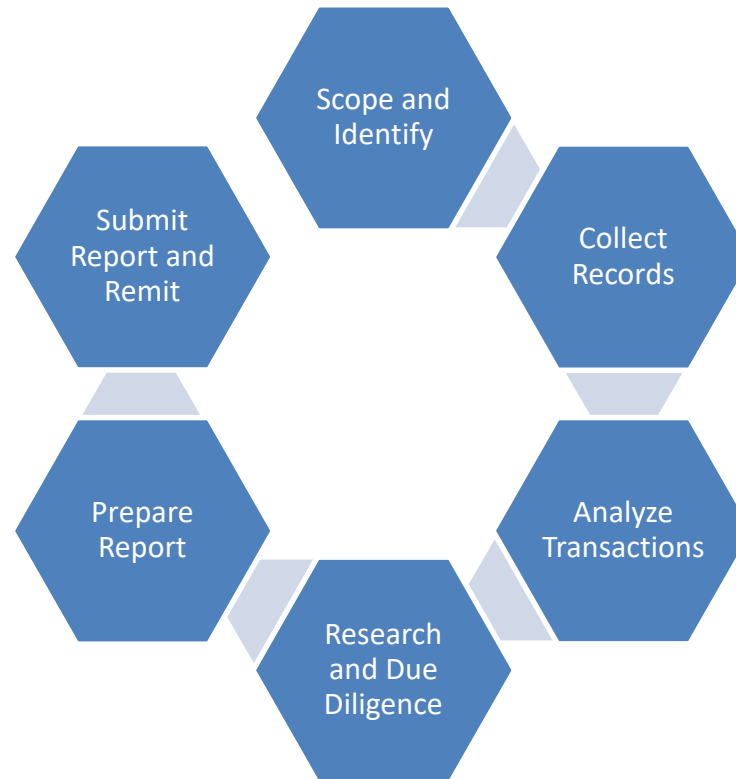 Scope and
Identify
Collect
Records
Analyze
Transactions
Research
and Due
Diligence
Prepare
Report
Submit
Report and
Remit